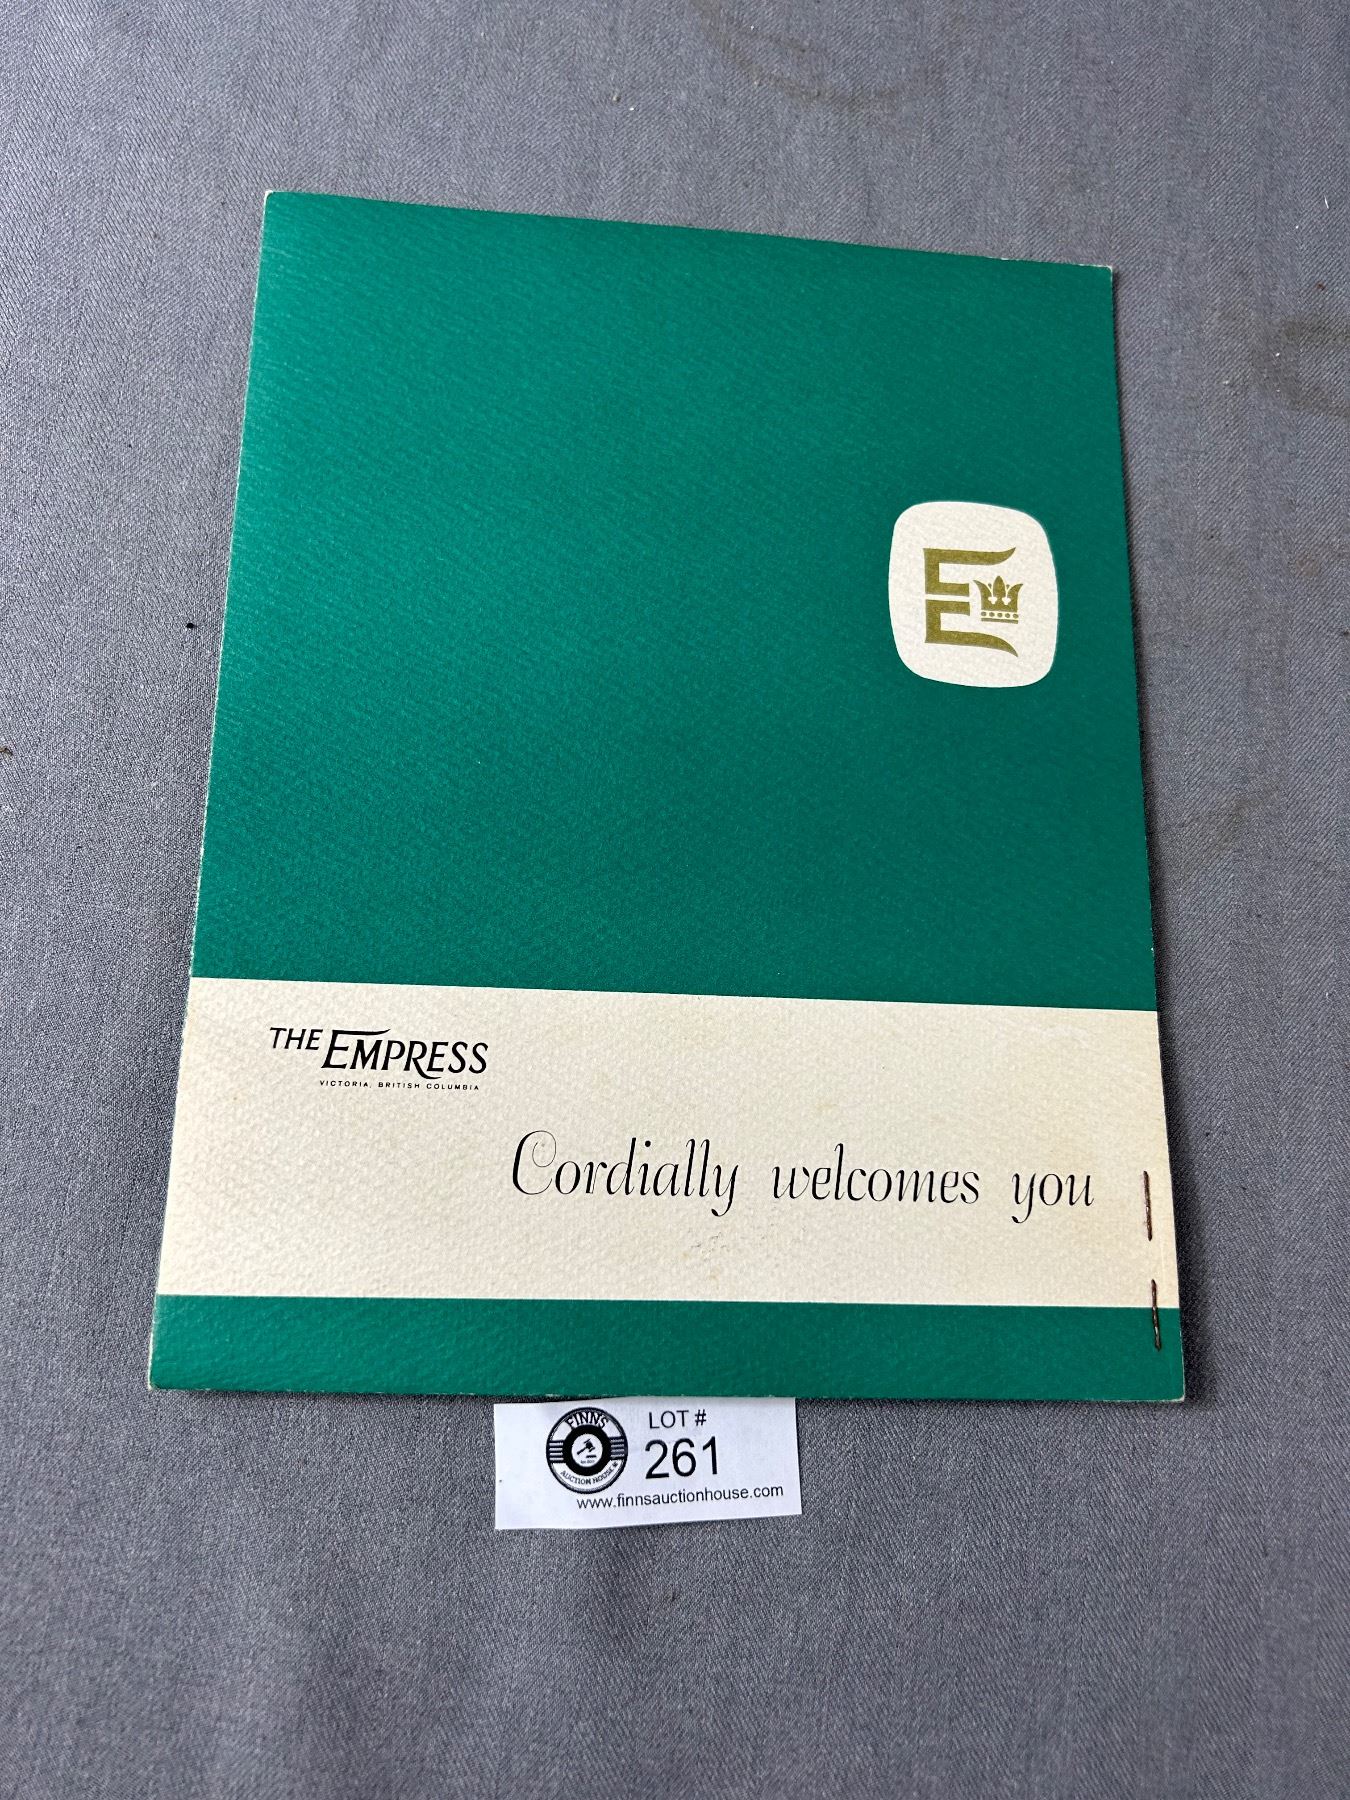 E
THE EMPRESS
VICTORIA, BRITISH COLUMBIA
Cordially welcomes you
FINNS
AUCTION HOUSE
LOT #
261
www.finnsauctionhouse.com